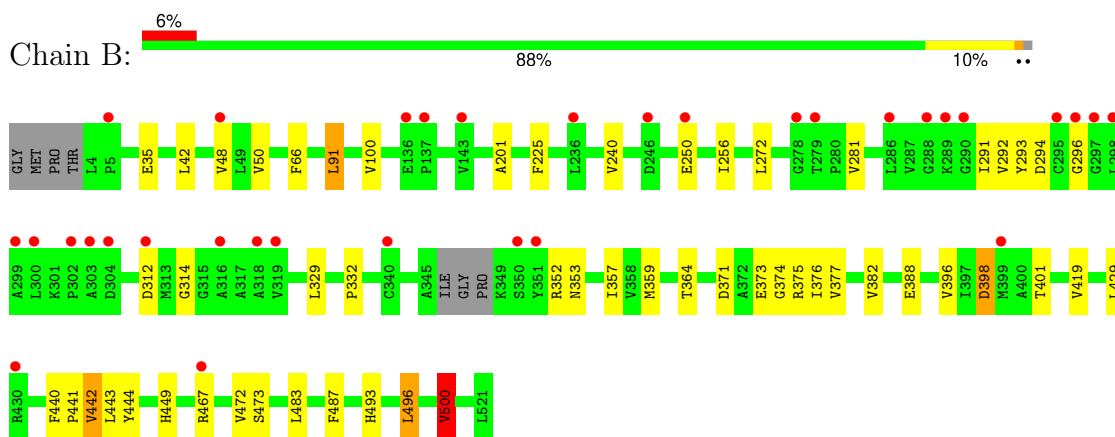 6%
Chain B:
88% 10% ••
GLY MET PRO THR L4 P5 E35 L42 V48 L49 V50 F66 L91 V100 E136 P137 V143 A201 F225 L236 V240 D246 E250 I256 L272 G278 T279 P280 V281 L286 V287 G288 K289 G290 I291 V292 Y293 D294 C295 G296 G297 L298
A299 L300 K301 P302 A303 D304 D312 M313 G314 G315 A316 A317 A318 V319 L329 P332 C340 A345 ILE GLY PRO K349 S350 Y351 R352 N353 I357 V358 M359 T364 D371 A372 E373 G374 R375 I376 V377 V382 E388 V396 I397 D398 M399 A400 T401 V419 L429
R430 F440 P441 V442 L443 Y444 H449 R467 V472 S473 L483 F487 H493 L496 V500 L521